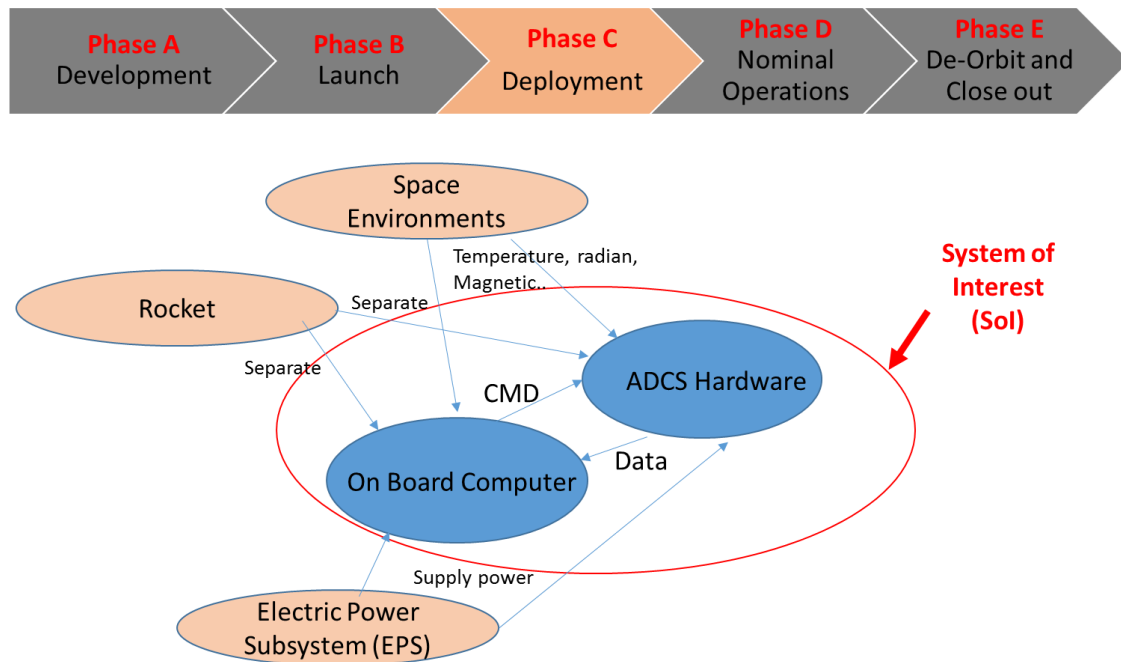 Phase A
Development
Phase B
Launch
Phase C
Deployment
Phase D
Nominal
Operations
Phase E
De-Orbit and
Close out
Space
Environments
Temperature, radian,
Magnetic..
System of
Interest
(SoI)
Rocket
Separate
Separate
ADCS Hardware
CMD
Data
On Board Computer
Supply power
Electric Power
Subsystem (EPS)